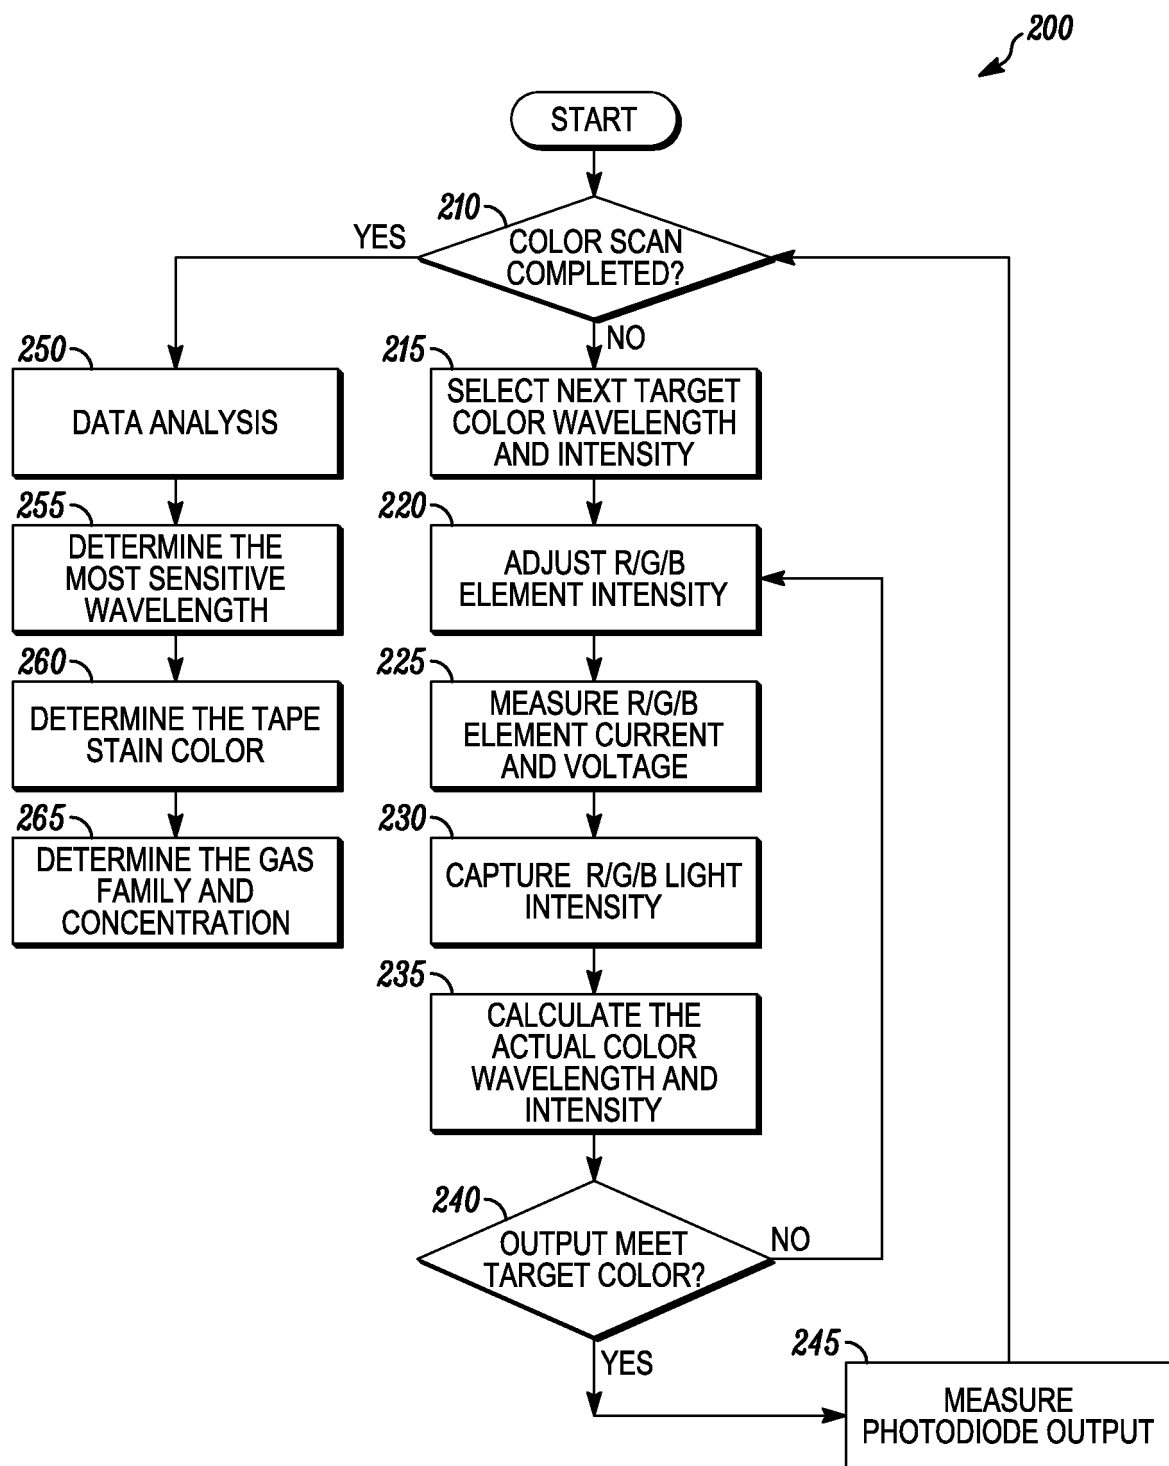 200
START
210
COLOR SCAN
COMPLETED?
YES
NO
250
DATA ANALYSIS
255
DETERMINE THE
MOST SENSITIVE
WAVELENGTH
260
DETERMINE THE TAPE
STAIN COLOR
265
DETERMINE THE GAS
FAMILY AND
CONCENTRATION
215
SELECT NEXT TARGET
COLOR WAVELENGTH
AND INTENSITY
220
ADJUST R/G/B
ELEMENT INTENSITY
225
MEASURE R/G/B
ELEMENT CURRENT
AND VOLTAGE
230
CAPTURE R/G/B LIGHT
INTENSITY
235
CALCULATE THE
ACTUAL COLOR
WAVELENGTH AND
INTENSITY
240
OUTPUT MEET
TARGET COLOR?
NO
YES
245
MEASURE
PHOTODIODE OUTPUT